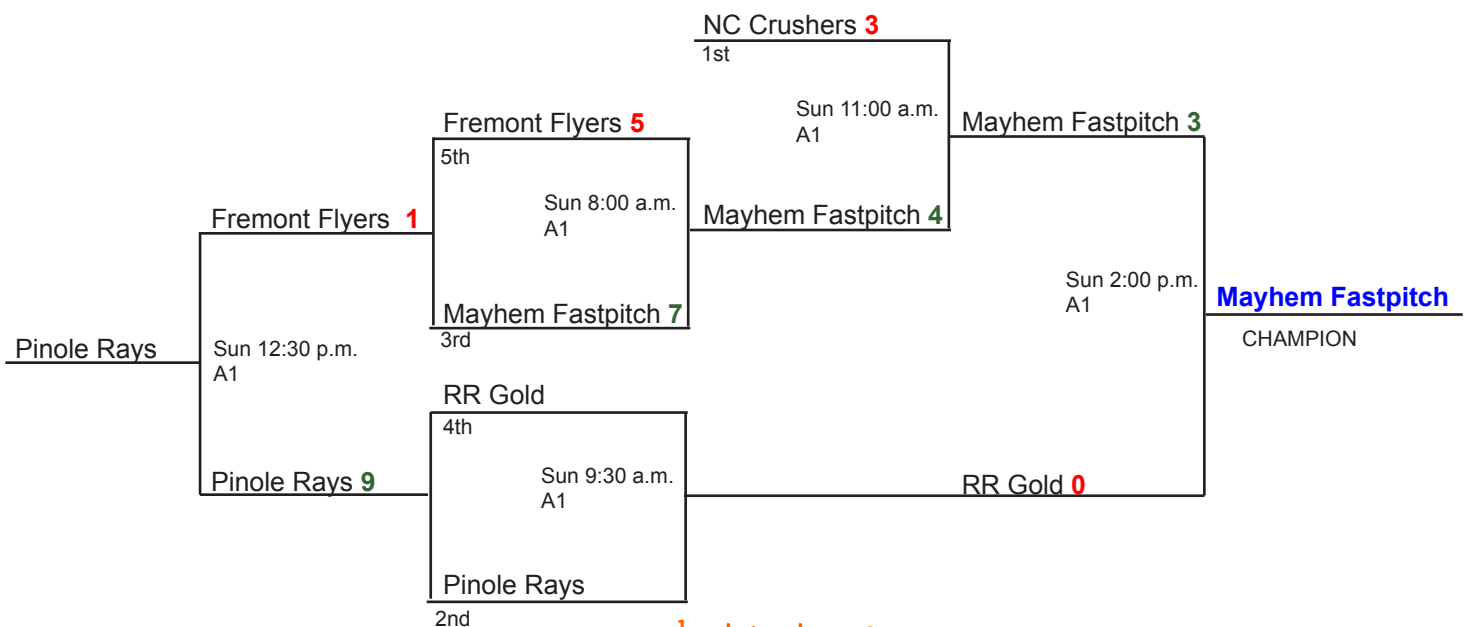 NC Crushers 3
1st
Sun 11:00 a.m.
A1
Fremont Flyers 5
5th
Mayhem Fastpitch 3
Sun 8:00 a.m.
A1
Fremont Flyers 1
Mayhem Fastpitch 4
Sun 2:00 p.m.
A1
Mayhem Fastpitch
CHAMPION
Mayhem Fastpitch 7
3rd
Pinole Rays
Sun 12:30 p.m.
A1
RR Gold
4th
Sun 9:30 a.m.
A1
Pinole Rays 9
RR Gold 0
Pinole Rays
2nd